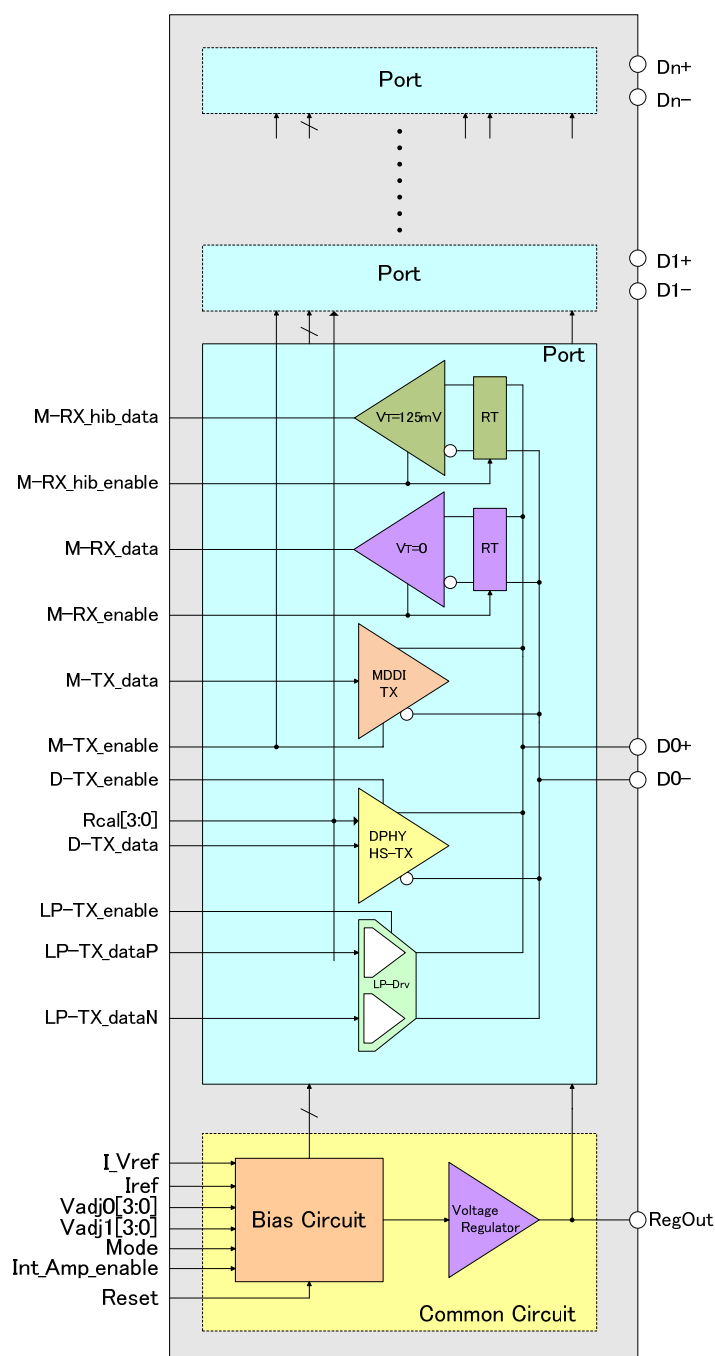 Port
Dn+
Dn-
Port
D1+
D1-
Port
M-RX_hib_data
VT=125mV
RT
M-RX_hib_enable
M-RX_data
VT=0
RT
M-RX_enable
M-TX_data
MDDI
TX
M-TX_enable
D0+
D-TX_enable
D0-
Rcal[3:0]
D-TX_data
DPHY
HS-TX
LP-TX_enable
LP-TX_dataP
LP-Drv
LP-TX_dataN
I_Vref
Iref
Vadj0[3:0]
Vadj1[3:0]
Mode
Int_Amp_enable
Reset
Bias Circuit
Voltage
Regulator
RegOut
Common Circuit